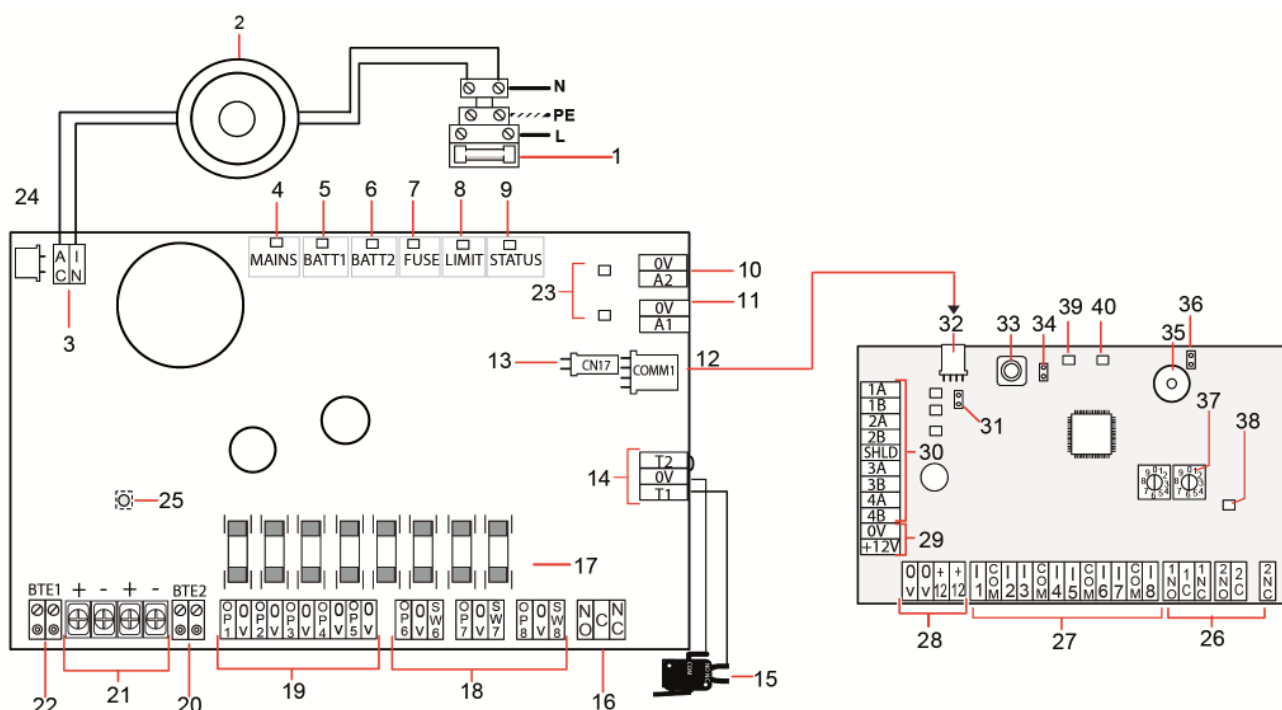 2
N
PE
L
1
24
4
5
6
7
8
9
AC
IN
MAINS
BATT1
BATT2
FUSE
LIMIT
STATUS
3
23
0V
A2
10
0V
A1
11
13
CN17
COMM1
12
14
T2
0V
T1
25
17
BTE1
+ - + -
BTE2
OP1
0V
OP2
0V
OP3
0V
OP4
0V
OP5
0V
OP6
0V
SW6
OP7
0V
SW7
OP8
0V
SW8
NO
C
NC
22
21
20
19
18
16
COM
15
32
33
34
39
40
36
35
31
37
38
1A
1B
2A
2B
SHLD
3A
3B
4A
4B
30
0V
+12V
29
0V
0V
+12
+12
I1
COM
I2
I3
COM
I4
I5
COM
I6
I7
COM
I8
1NO
1C
1NC
2NO
2C
2NC
28
27
26